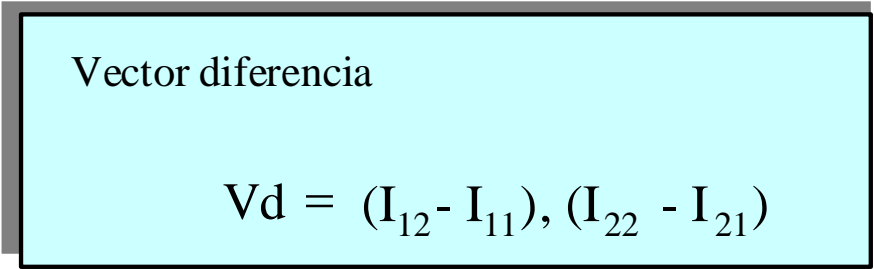 Vector diferencia
Vd = (I₁₂- I₁₁), (I₂₂ - I₂₁)